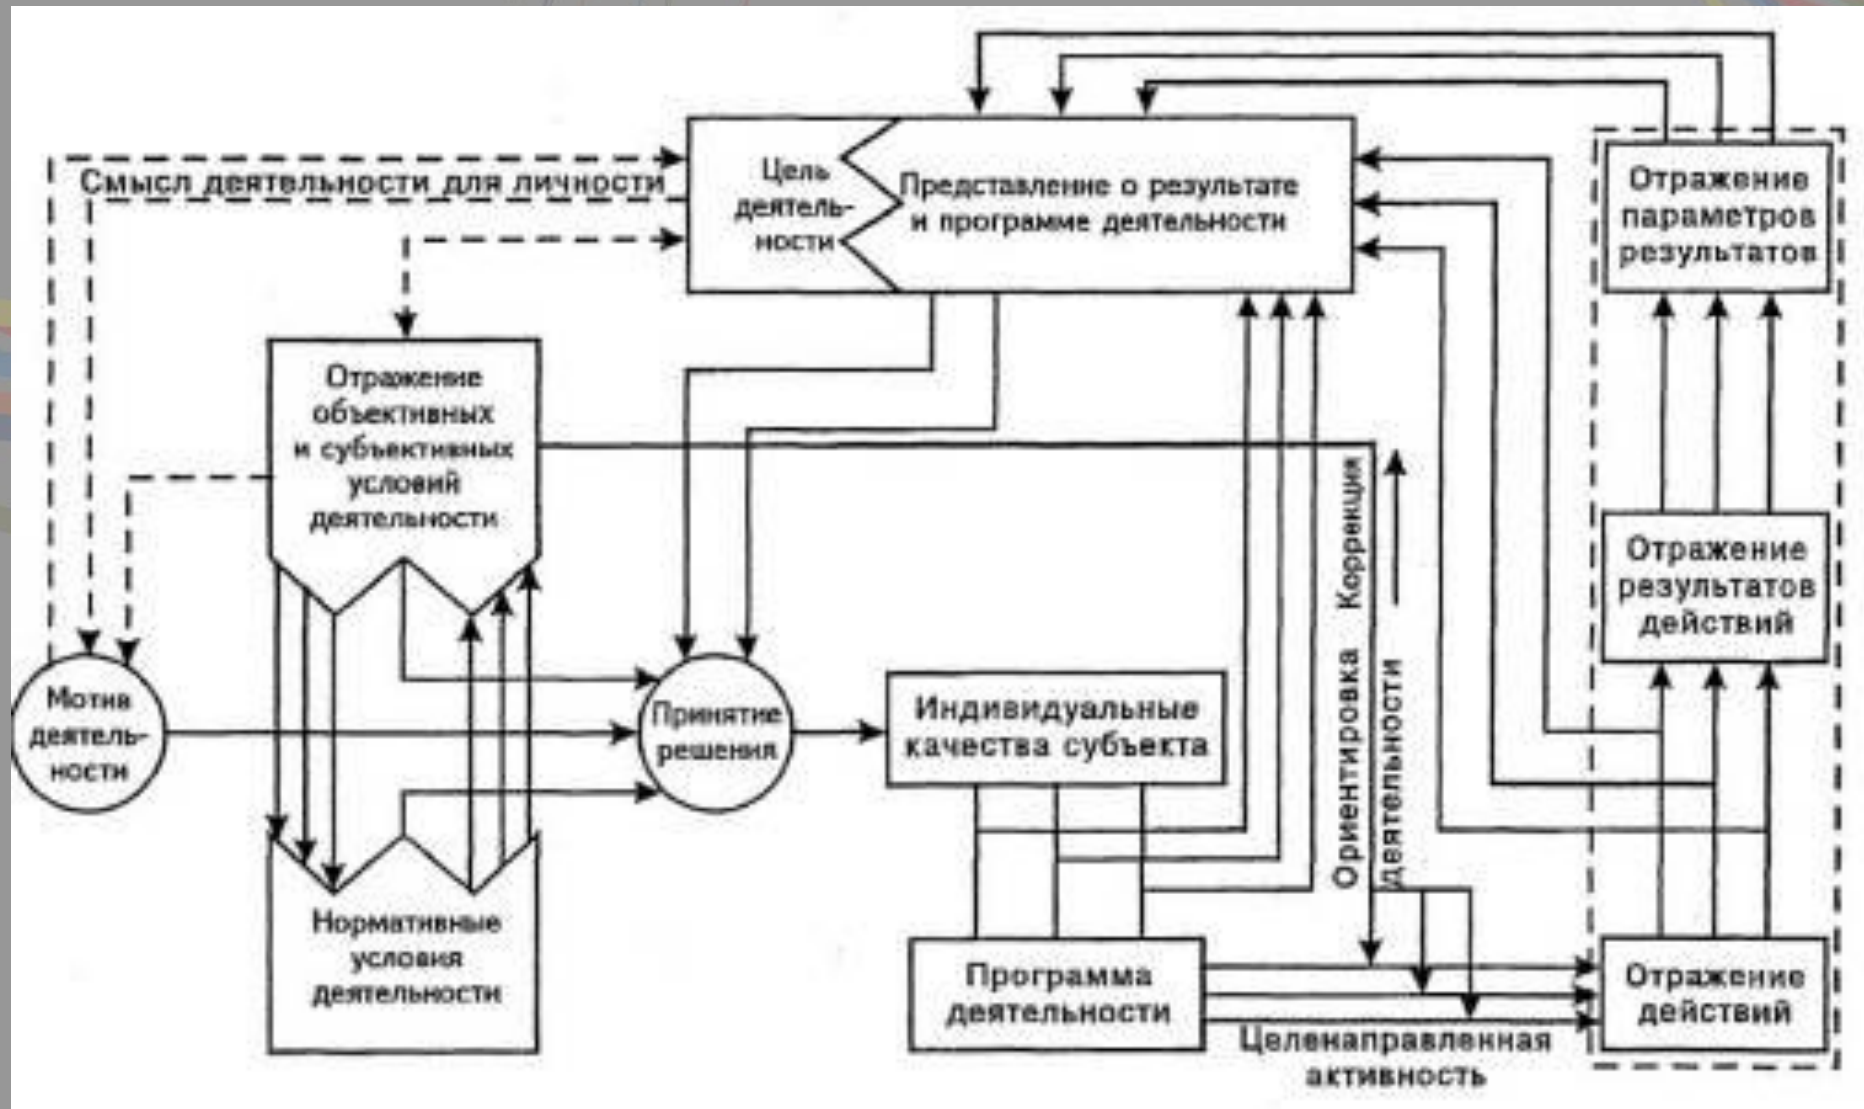 Смысл деятельности для личности
Цель
деятель-
ности
Представление о результате
и программе деятельности
Отражение
параметров
результатов
Отражение
объективных
и субъективных
условий
деятельности
Отражение
результатов
действий
Мотив
деятель-
ности
Принятие
решения
Индивидуальные
качества субъекта
Ориентировка Коррекция
деятельности
Нормативные
условия
деятельности
Программа
деятельности
Отражение
действий
Целенаправленная
активность